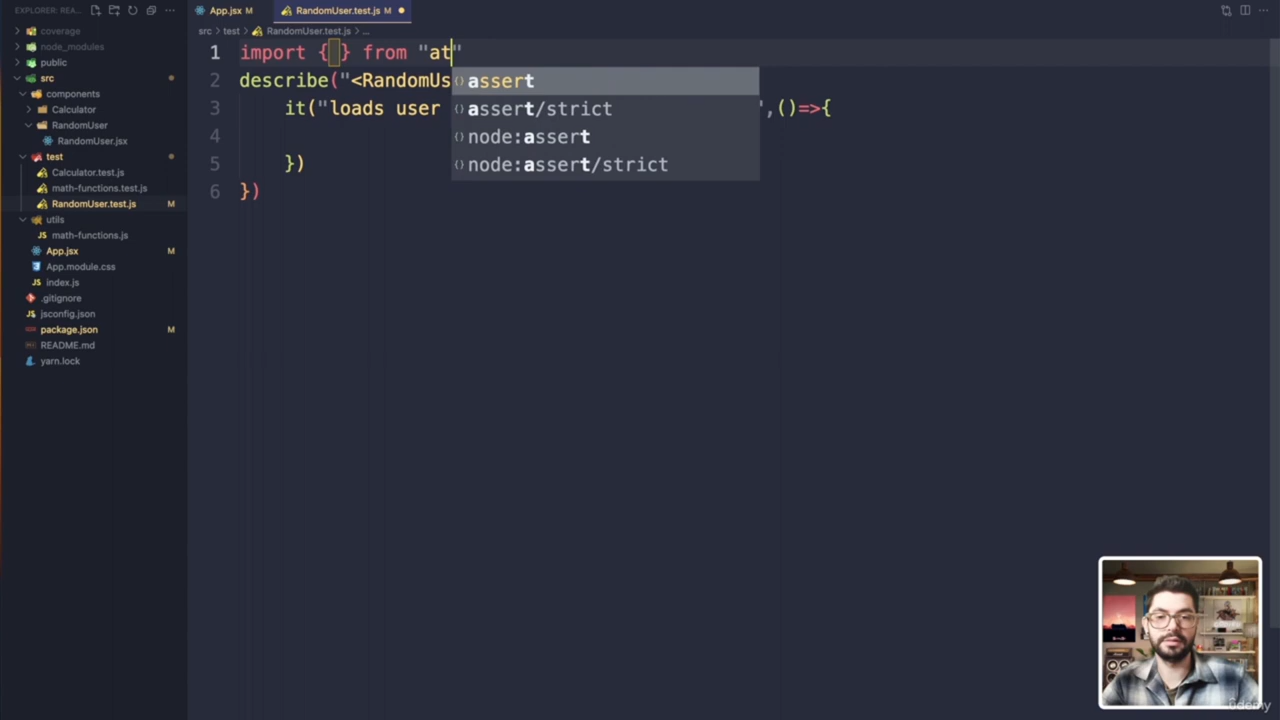 EXPLORER: REA...
App.jsx M
RandomUser.test.js M
src > test > RandomUser.test.js > ...
coverage
node_modules
public
src
components
Calculator
RandomUser
RandomUser.jsx
test
Calculator.test.js
math-functions.test.js
RandomUser.test.js M
utils
math-functions.js
App.jsx M
App.module.css
index.js
.gitignore
jsconfig.json
package.json M
README.md
yarn.lock
1 import { } from "at"
2 describe("<RandomUs
3 it("loads user ",()=>{
4
5 })
6 })
assert
assert/strict
node:assert
node:assert/strict
ûdemy